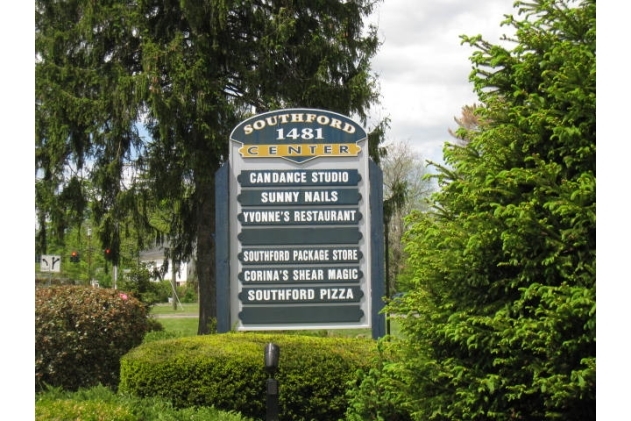 SOUTHFORD
1481
CENTER
CANDANCE STUDIO
SUNNY NAILS
YVONNE'S RESTAURANT
SOUTHFORD PACKAGE STORE
CORINA'S SHEAR MAGIC
SOUTHFORD PIZZA